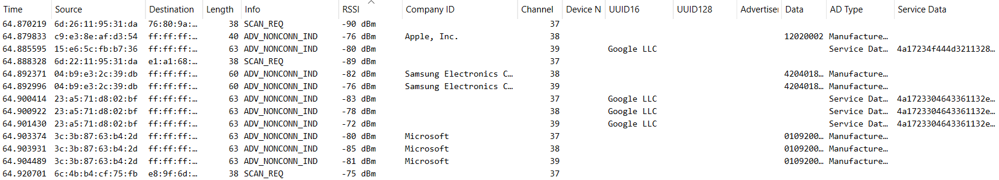 Time Source Destination Length Info RSSI Company ID Channel Device N UUID16 UUID128 Advertiser Data AD Type Service Data
64.870219 6d:26:11:95:31:da 76:80:9a:… 38 SCAN_REQ -90 dBm 37
64.879833 c9:e3:8e:af:d3:54 ff:ff:ff:… 40 ADV_NONCONN_IND -76 dBm Apple, Inc. 38 12020002 Manufacture…
64.885595 15:e6:5c:fb:b7:36 ff:ff:ff:… 63 ADV_NONCONN_IND -80 dBm 39 Google LLC Service Dat… 4a17234f444d3211328…
64.888328 6d:22:11:95:31:da e1:a1:68:… 38 SCAN_REQ -89 dBm 37
64.892371 04:b9:e3:2c:39:db ff:ff:ff:… 60 ADV_NONCONN_IND -82 dBm Samsung Electronics C… 38 4204018… Manufacture…
64.892996 04:b9:e3:2c:39:db ff:ff:ff:… 60 ADV_NONCONN_IND -76 dBm Samsung Electronics C… 39 4204018… Manufacture…
64.900414 23:a5:71:d8:02:bf ff:ff:ff:… 63 ADV_NONCONN_IND -83 dBm 37 Google LLC Service Dat… 4a1723304643361132e…
64.900922 23:a5:71:d8:02:bf ff:ff:ff:… 63 ADV_NONCONN_IND -78 dBm 38 Google LLC Service Dat… 4a1723304643361132e…
64.901430 23:a5:71:d8:02:bf ff:ff:ff:… 63 ADV_NONCONN_IND -72 dBm 39 Google LLC Service Dat… 4a1723304643361132e…
64.903374 3c:3b:87:63:b4:2d ff:ff:ff:… 63 ADV_NONCONN_IND -80 dBm Microsoft 37 0109200… Manufacture…
64.903931 3c:3b:87:63:b4:2d ff:ff:ff:… 63 ADV_NONCONN_IND -85 dBm Microsoft 38 0109200… Manufacture…
64.904489 3c:3b:87:63:b4:2d ff:ff:ff:… 63 ADV_NONCONN_IND -81 dBm Microsoft 39 0109200… Manufacture…
64.920701 6c:4b:b4:cf:75:fb e8:9f:6d:… 38 SCAN_REQ -75 dBm 37